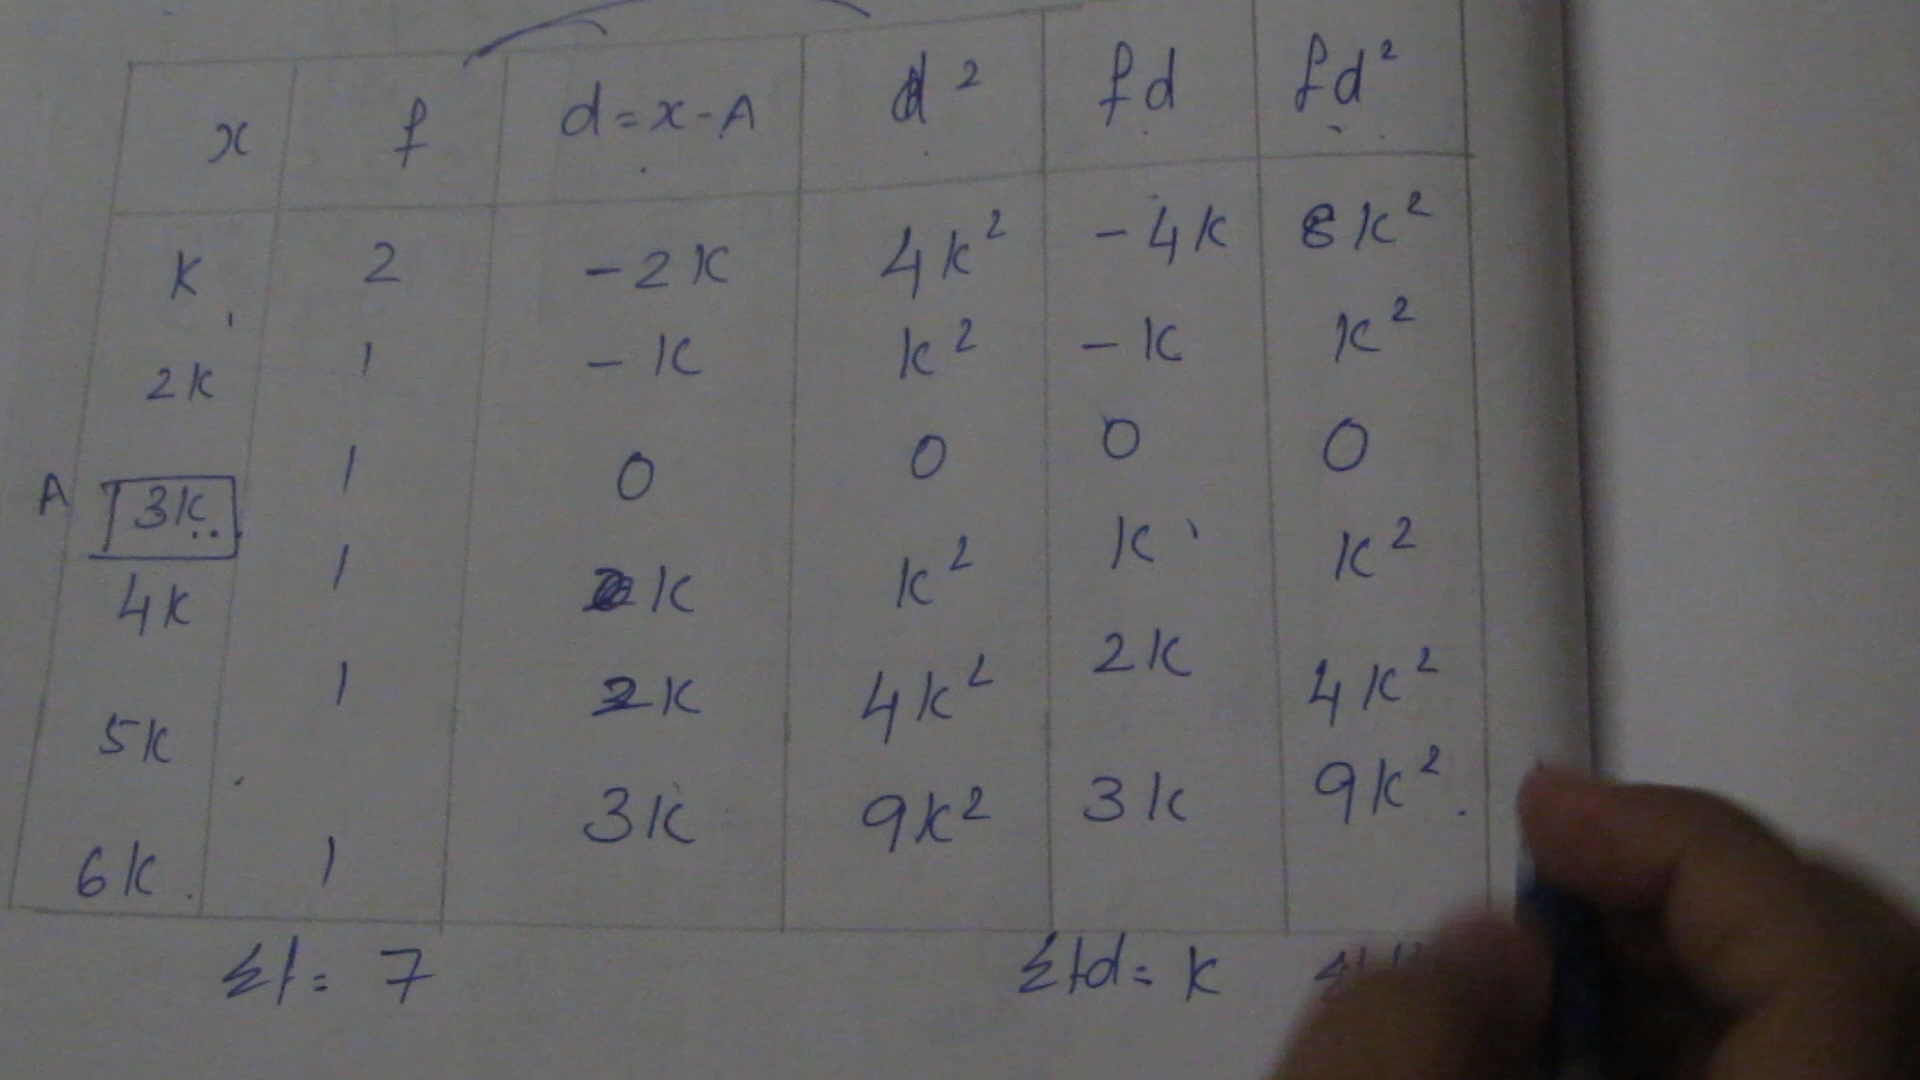 x f d=x-A d² fd fd²
K 2 -2K 4K² -4K 8K²
2K 1 -K K² -K K²
A 3K 1 0 0 0 0
4K 1 K K² K K²
5K 1 2K 4K² 2K 4K²
6K 1 3K 9K² 3K 9K²
Σf= 7 Σfd= K